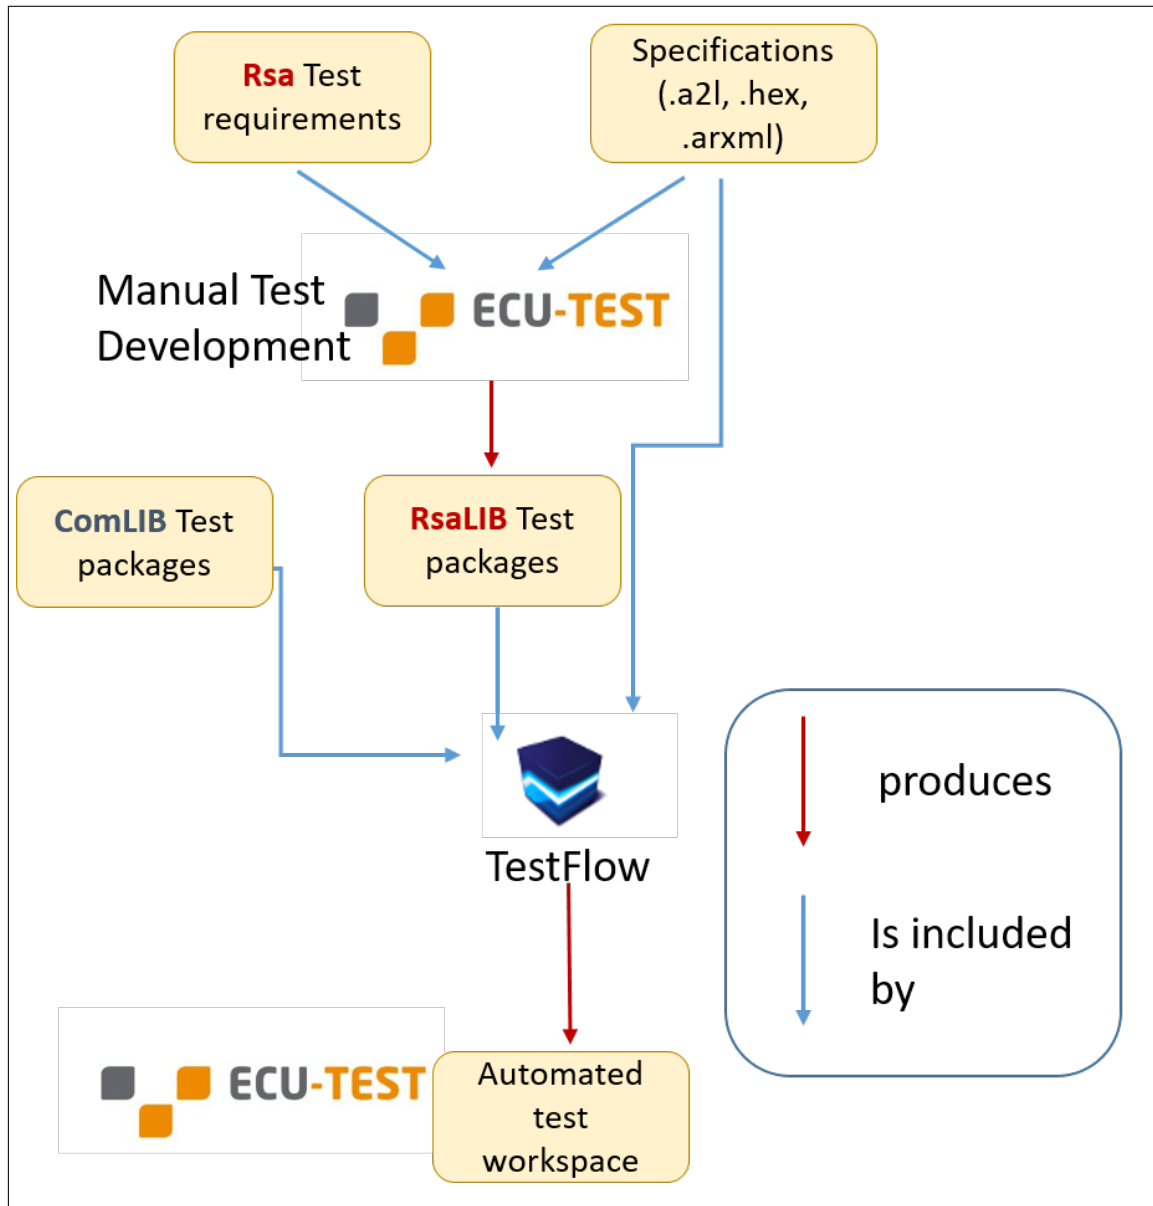 Rsa Test
requirements
Specifications
(.a2l, .hex,
.arxml)
Manual Test
Development
ECU-TEST
ComLIB Test
packages
RsaLIB Test
packages
TestFlow
produces
Is included
by
ECU-TEST
Automated
test
workspace